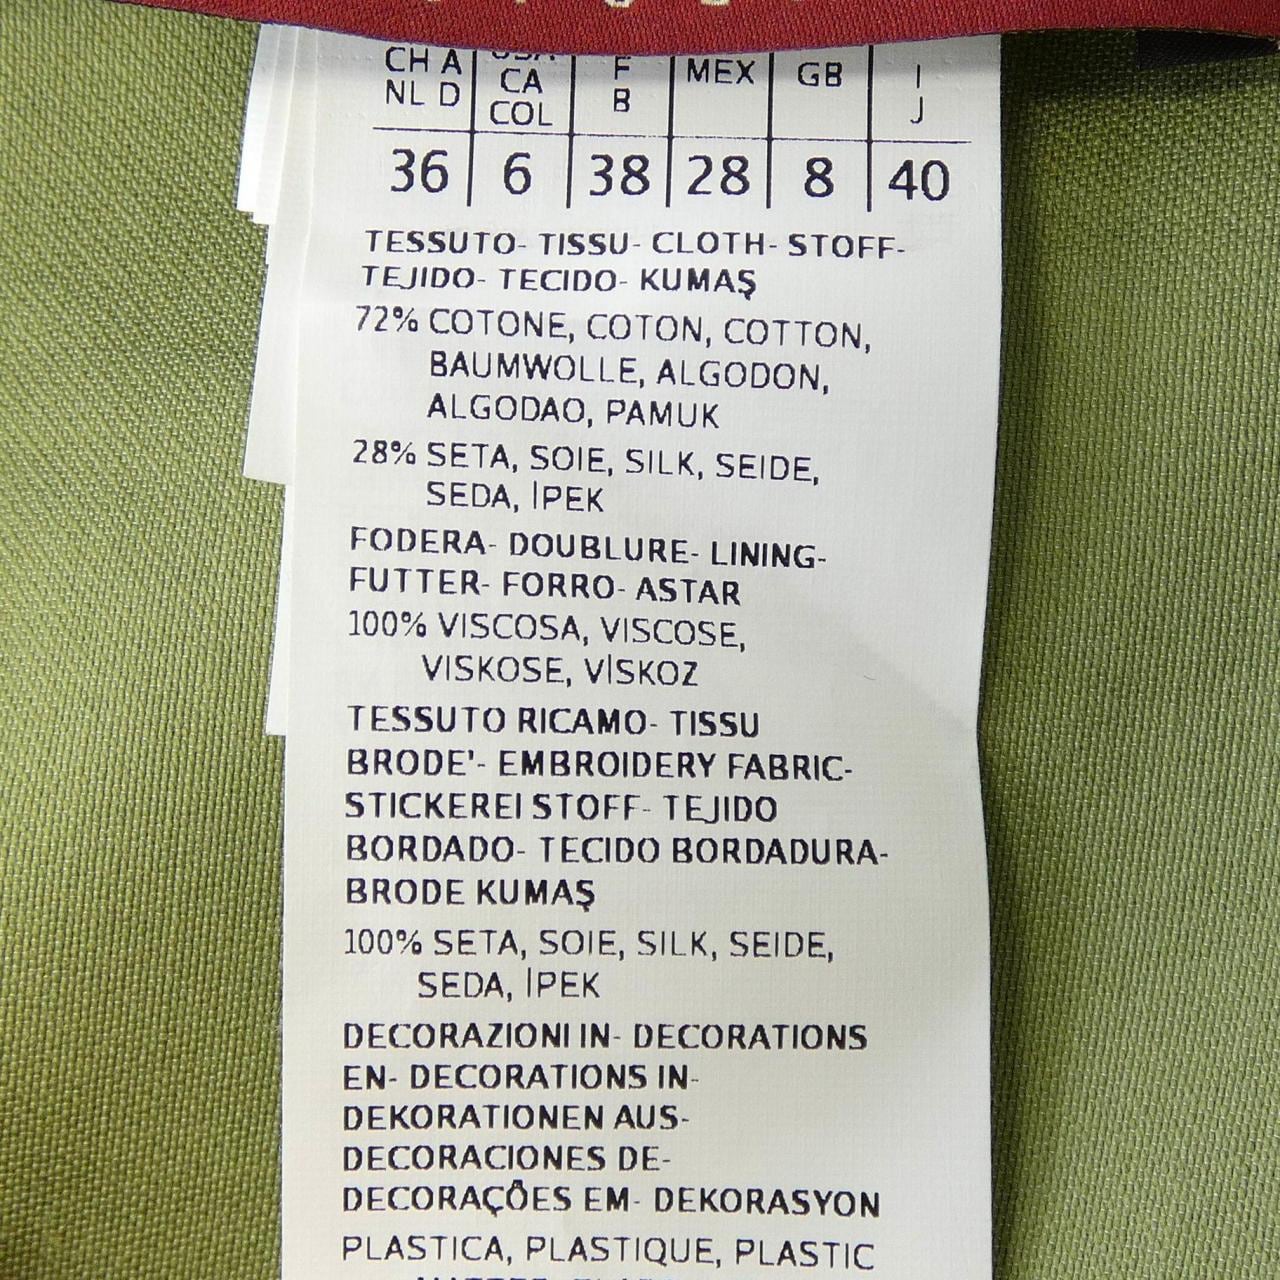 CH A
NL D
CA
COL
F
B
MEX
GB
I
J
36 6 38 28 8 40
TESSUTO- TISSU- CLOTH- STOFF-
TEJIDO- TECIDO- KUMAŞ
72% COTONE, COTON, COTTON,
BAUMWOLLE, ALGODON,
ALGODAO, PAMUK
28% SETA, SOIE, SILK, SEIDE,
SEDA, İPEK
FODERA- DOUBLURE- LINING-
FUTTER- FORRO- ASTAR
100% VISCOSA, VISCOSE,
VISKOSE, VİSKOZ
TESSUTO RICAMO- TISSU
BRODE'- EMBROIDERY FABRIC-
STICKEREI STOFF- TEJIDO
BORDADO- TECIDO BORDADURA-
BRODE KUMAŞ
100% SETA, SOIE, SILK, SEIDE,
SEDA, İPEK
DECORAZIONI IN- DECORATIONS
EN- DECORATIONS IN-
DEKORATIONEN AUS-
DECORACIONES DE-
DECORAÇÕES EM- DEKORASYON
PLASTICA, PLASTIQUE, PLASTIC